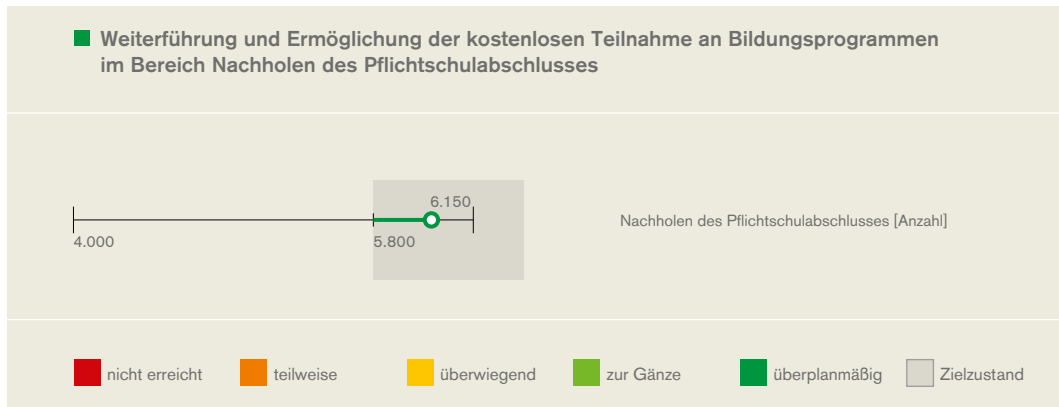 Weiterführung und Ermöglichung der kostenlosen Teilnahme an Bildungsprogrammen
im Bereich Nachholen des Pflichtschulabschlusses
6.150
4.000
5.800
Nachholen des Pflichtschulabschlusses [Anzahl]
nicht erreicht
teilweise
überwiegend
zur Gänze
überplanmäßig
Zielzustand